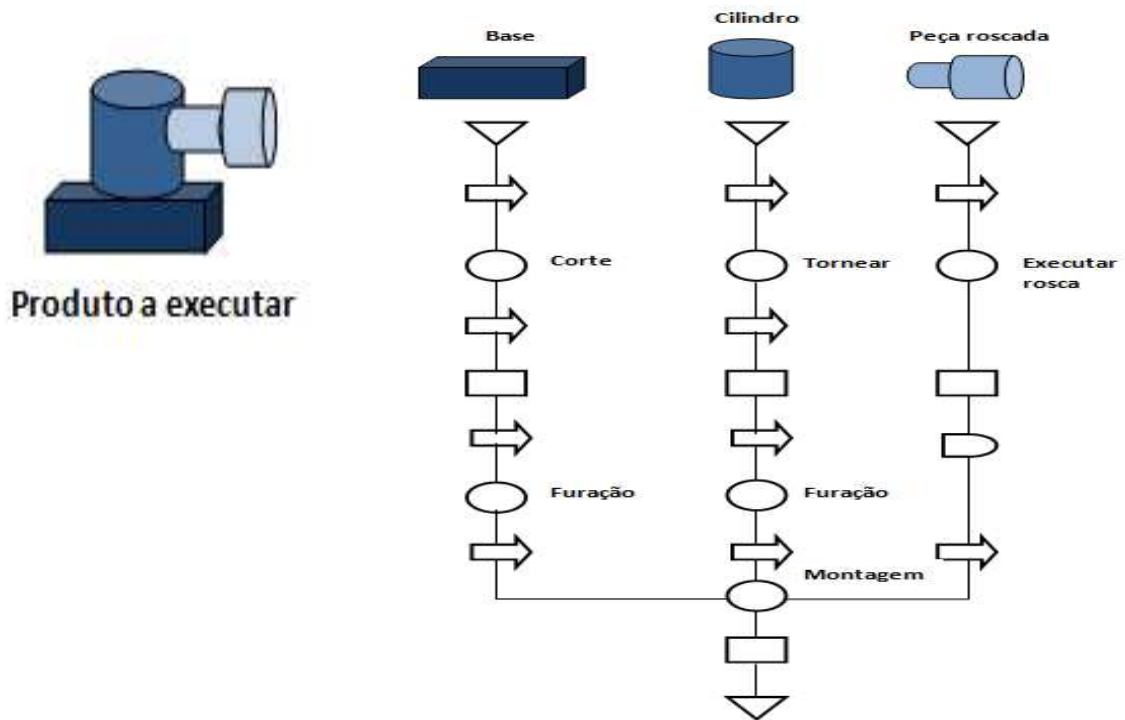 Base
Cilindro
Peça roscada
Produto a executar
Corte
Tornear
Executar
rosca
Furação
Furação
Montagem